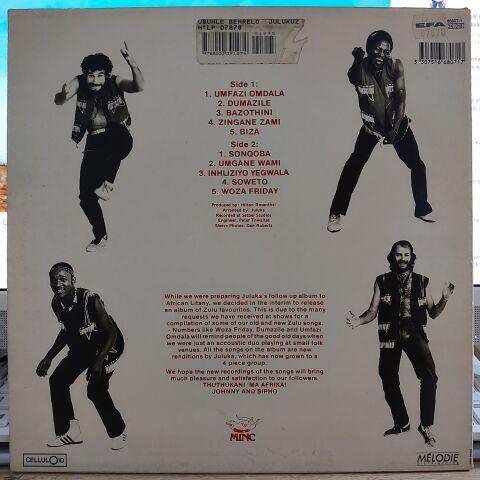 UBUHLE BEMVELO JULUKUZ
H*LP 07878
EFA
07878
5 307516 680717
Side 1:
1. UMFAZI OMDALA
2. DUMAZILE
3. BAZOTHINI
4. ZINGANE ZAMI
5. BIZA
Side 2:
1. SONQOBA
2. UMGANE WAMI
3. INHLIZIYO YEGWALA
4. SOWETO
5. WOZA FRIDAY
Produced by: Hilton Rosenthal
Arranged by: Juluka
Recorded at Satbel Studios
Engineer: Peter Thwaites
Sleeve Photos: Don Roberts
While we were preparing Juluka's follow up album to
African Litany, we decided in the interim to release
an album of Zulu favourites. This is due to the many
requests we have received at shows for a
compilation of some of our old and new Zulu songs.
Numbers like Woza Friday, Dumazile and Umfazi
Omdala will remind people of the good old days when
we were just an acoustic duo playing at small folk
venues. All the songs on the album are new
renditions by Juluka, which has now grown to a
4 piece group.
We hope the new recordings of the songs will bring
much pleasure and satisfaction to our followers.
THUTHUKANI 'MA AFRIKA!
JOHNNY AND SIPHO
MINC
CELLULOID
MÉLODIE